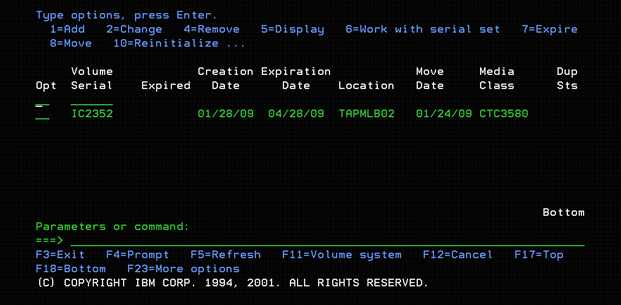 Type options, press Enter.
1=Add 2=Change 4=Remove 5=Display 6=Work with serial set 7=Expire
8=Move 10=Reinitialize ...
Volume Creation Expiration Move Media Dup
Opt Serial Expired Date Date Location Date Class Sts
IC2352 01/28/09 04/28/09 TAPMLB02 01/24/09 CTC3580
Bottom
Parameters or command:
===>
F3=Exit F4=Prompt F5=Refresh F11=Volume system F12=Cancel F17=Top
F18=Bottom F23=More options
(C) COPYRIGHT IBM CORP. 1994, 2001. ALL RIGHTS RESERVED.